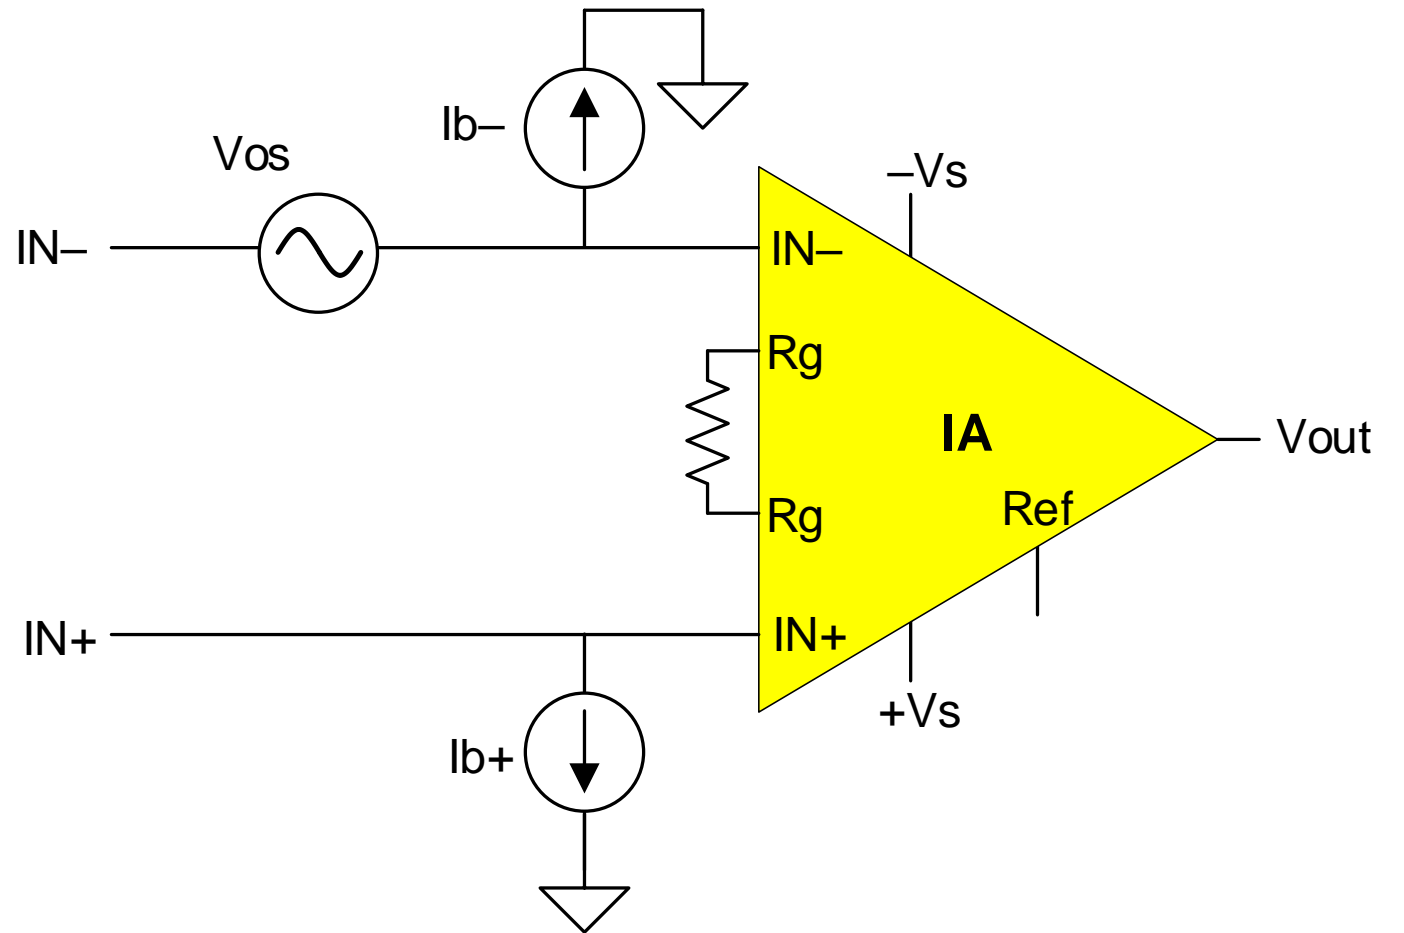 Ib–
Vos
–Vs
IN–
IN–
Rg
IA
Vout
Rg
Ref
IN+
IN+
Ib+
+Vs